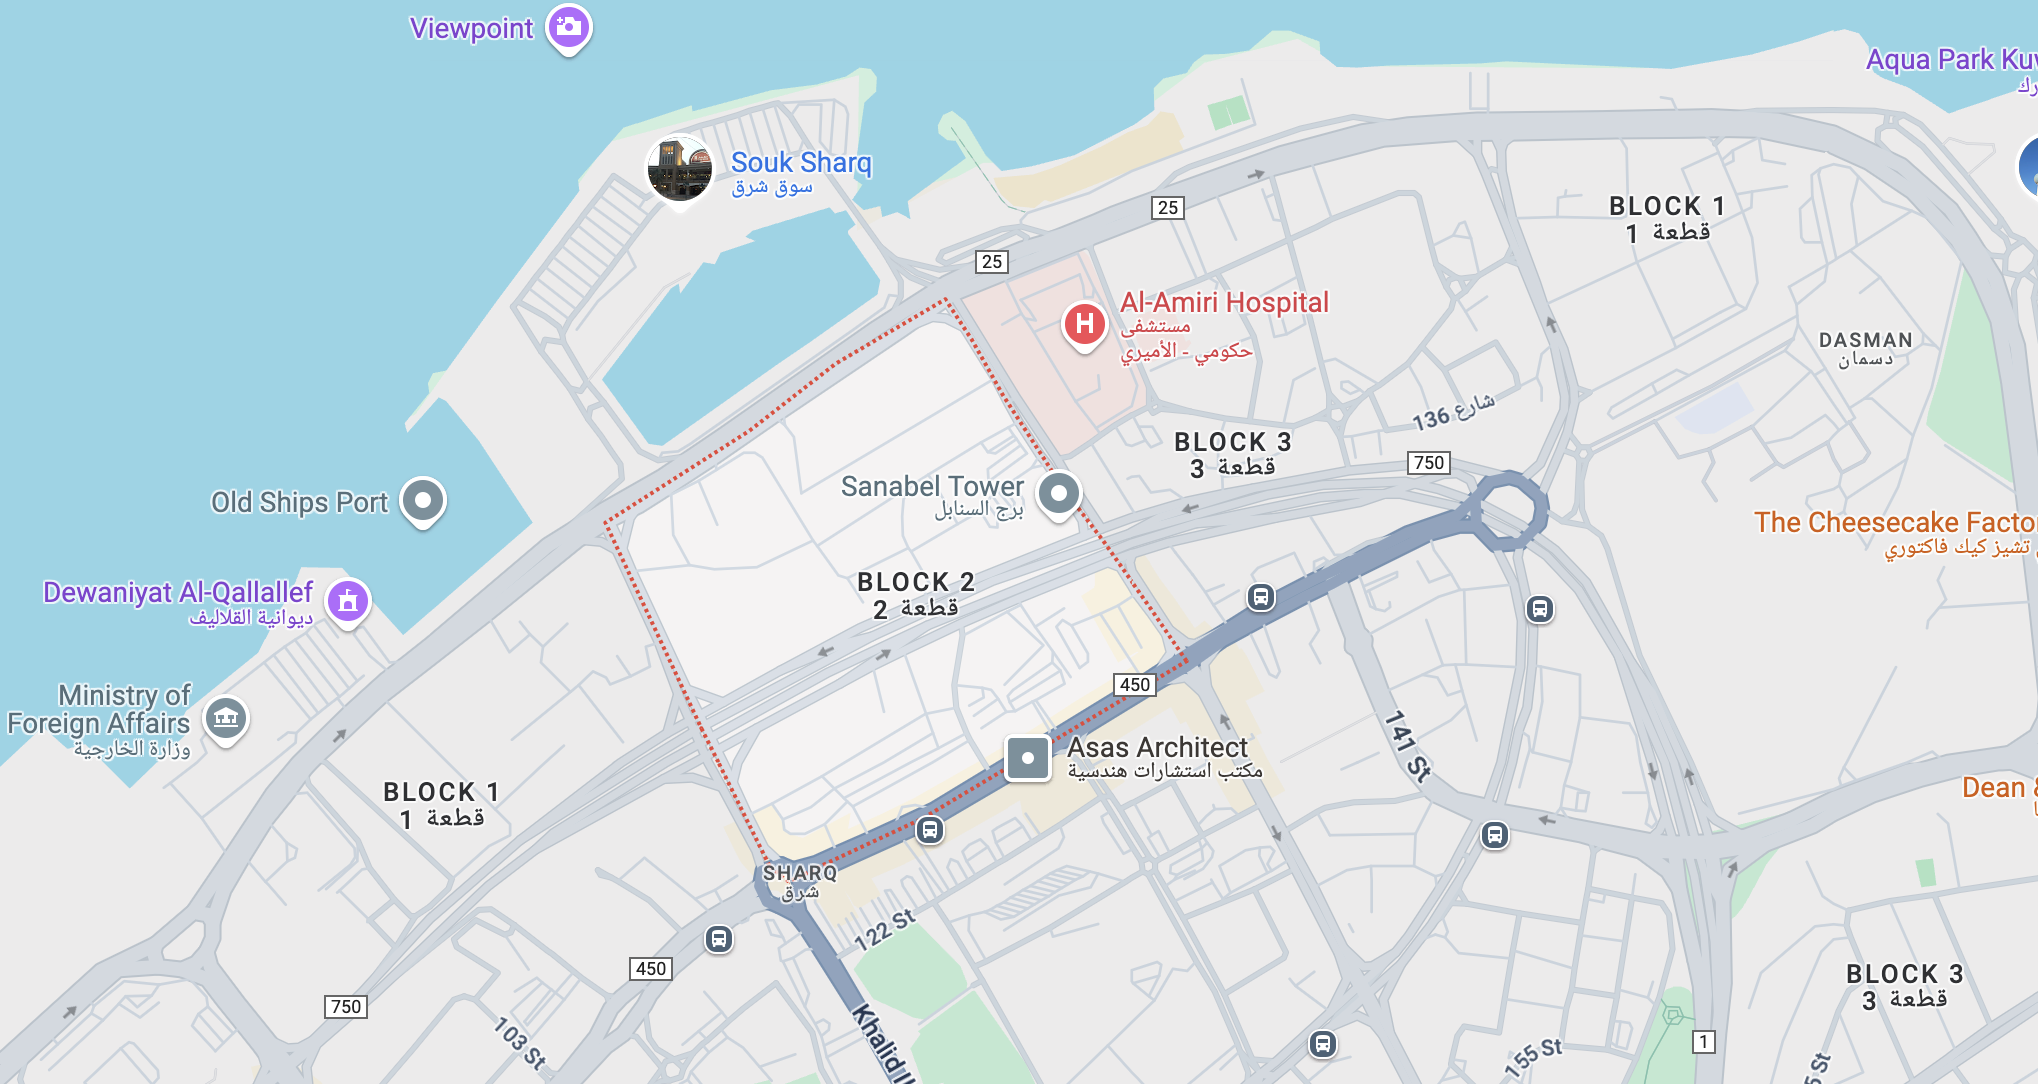 Viewpoint
Aqua Park Ku
Souk Sharq
سوق شرق
25
BLOCK 1
قطعة 1
25
Al-Amiri Hospital
مستشفى
حكومي - الأميري
DASMAN
دسمان
شارع 136
BLOCK 3
قطعة 3
750
Sanabel Tower
برج السنابل
Old Ships Port
The Cheesecake Facto
تشيز كيك فاكتوري
BLOCK 2
قطعة 2
Dewaniyat Al-Qallallef
ديوانية القلاليف
450
Ministry of
Foreign Affairs
وزارة الخارجية
141 St
Asas Architect
مكتب استشارات هندسية
Dean &
BLOCK 1
قطعة 1
SHARQ
شرق
122 St
450
BLOCK 3
قطعة 3
750
103 St
Khalid
155 St
1
St